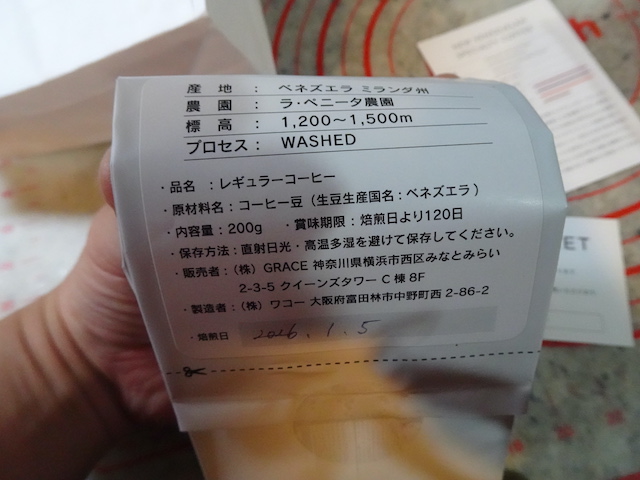 産地： ベネズエラ ミランダ州
農園： ラ・ベニータ農園
標高： 1,200～1,500m
プロセス： WASHED
・品名：レギュラーコーヒー
・原材料名：コーヒー豆（生豆生産国名：ベネズエラ）
・内容量：200g ・賞味期限：焙煎日より120日
・保存方法：直射日光・高温多湿を避けて保存してください。
・販売者：（株）GRACE 神奈川県横浜市西区みなとみらい
2-3-5 クイーンズタワー C 棟 8F
・製造者：（株）ワコー 大阪府富田林市中野町西 2-86-2
・焙煎日 2026.1.5